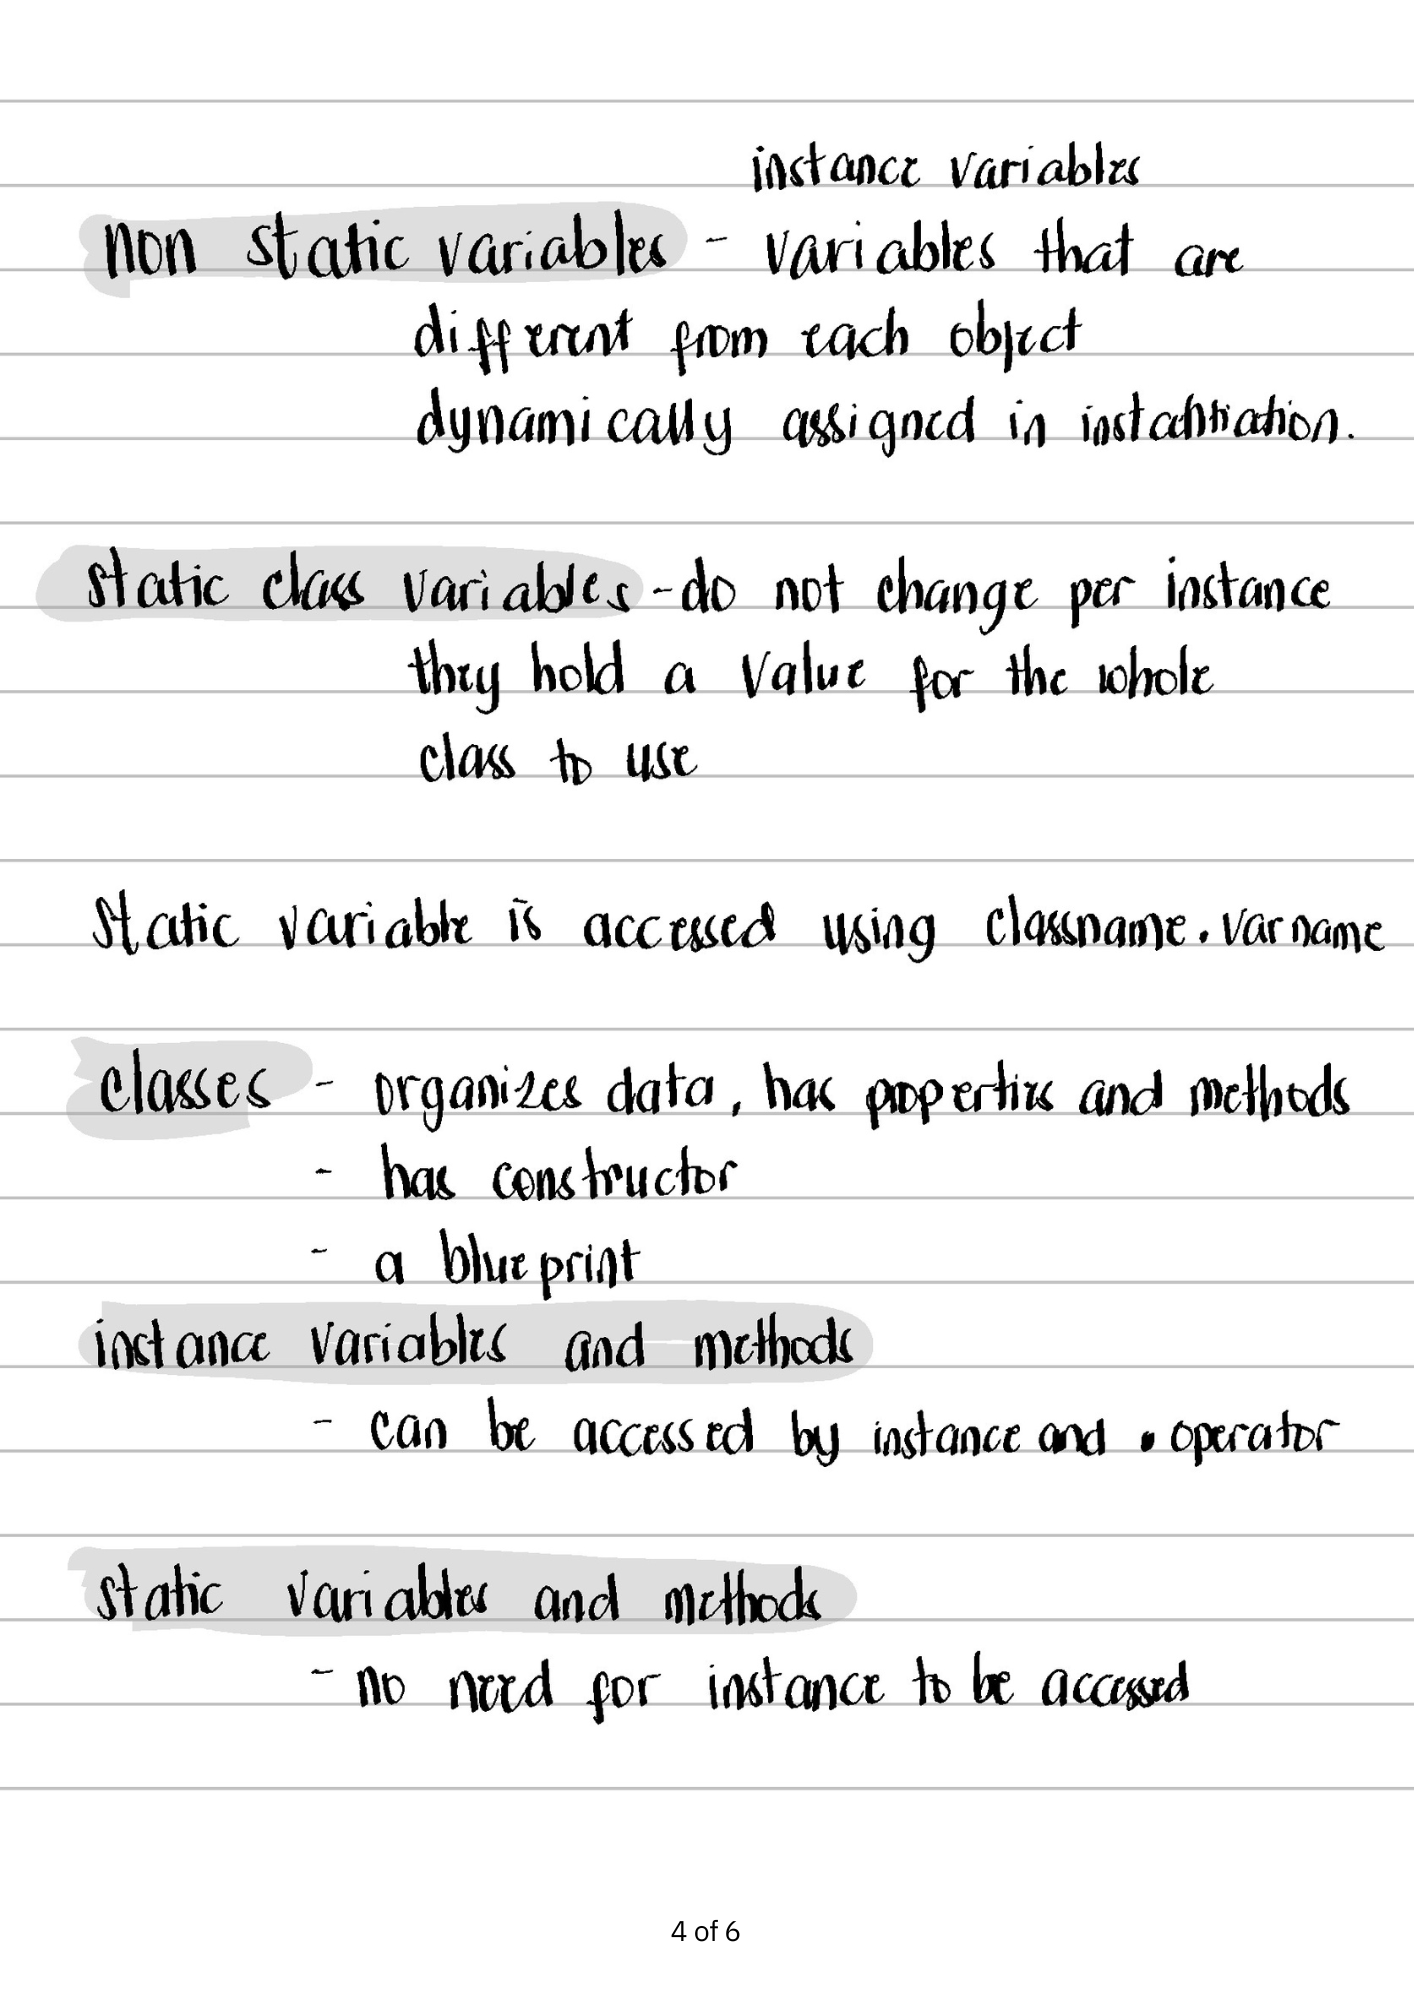 instance variables
non static variables - variables that are
different from each object
dynamically assigned in instantiation.
static class variables - do not change per instance
they hold a value for the whole
class to use
static variable is accessed using classname.varname
classes - organizes data, has properties and methods
- has constructor
- a blueprint
instance variables and methods
- can be accessed by instance and . operator
static variables and methods
- no need for instance to be accessed
4 of 6